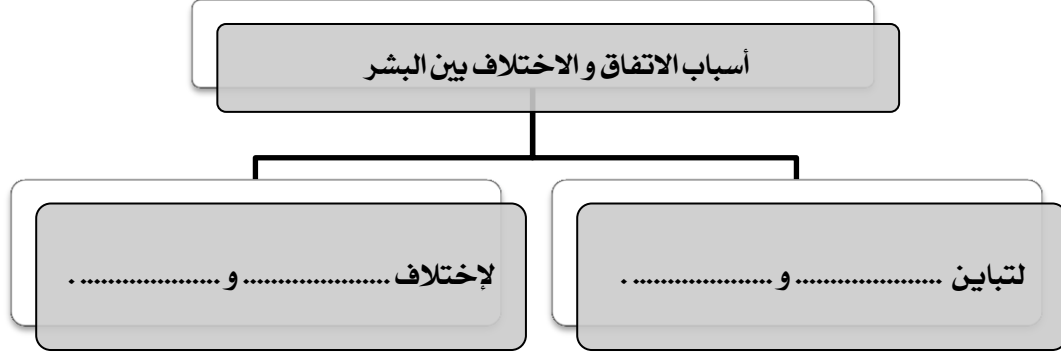 أسباب الاتفاق و الاختلاف بين البشر
لتباين ...................... و ..................... .
لإختلاف ...................... و ..................... .